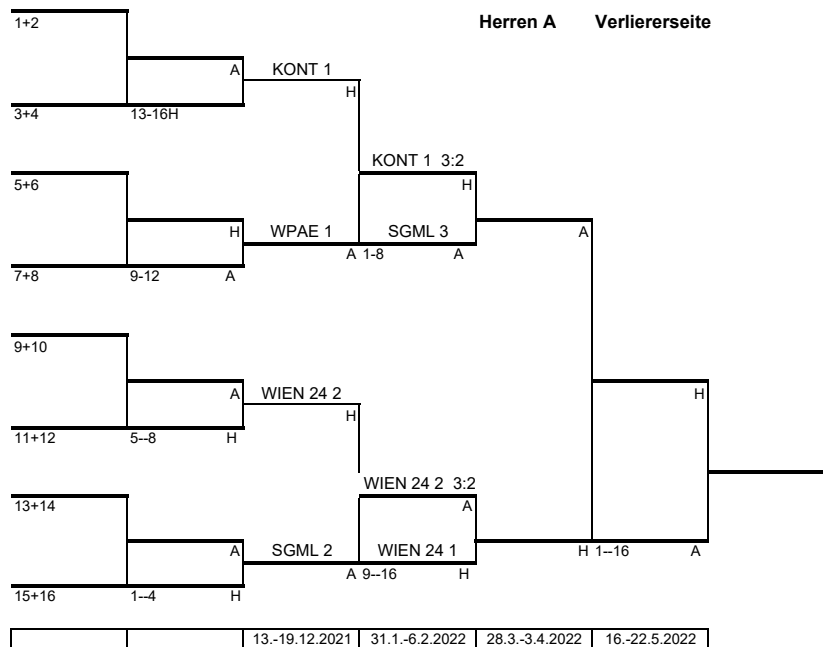 Herren A Verliererseite
1+2
A KONT 1
H
3+4 13-16H
KONT 1 3:2
5+6 H
H WPAE 1 SGML 3 A
A 1-8 A
7+8 9-12 A
9+10
A WIEN 24 2 H
H
11+12 5--8 H
WIEN 24 2 3:2
13+14 A
A SGML 2 WIEN 24 1 H 1--16 A
A 9--16 H
15+16 1--4 H
13.-19.12.2021 31.1.-6.2.2022 28.3.-3.4.2022 16.-22.5.2022